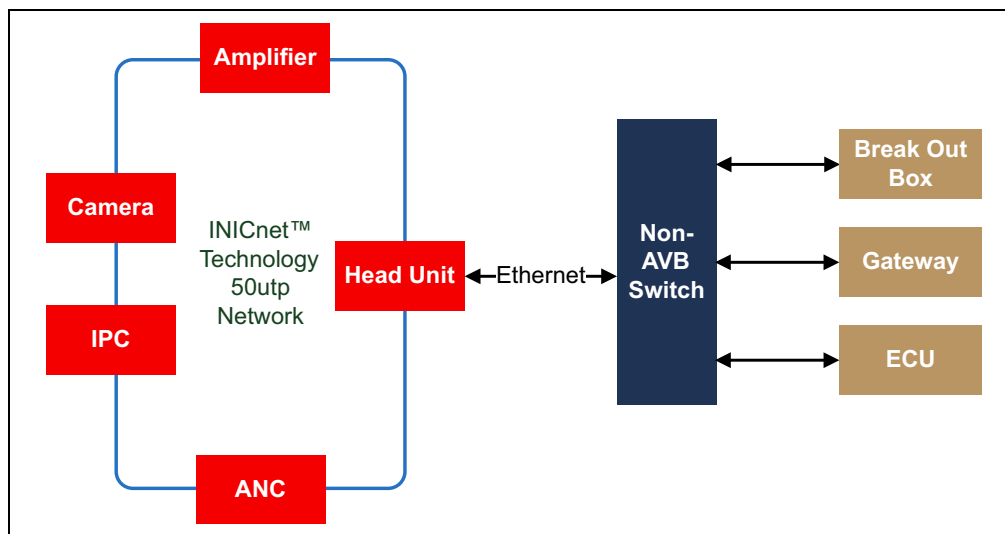 Amplifier
Camera
INICnet™
Technology
50utp
Network
IPC
ANC
Head Unit
Ethernet
Non-
AVB
Switch
Break Out
Box
Gateway
ECU